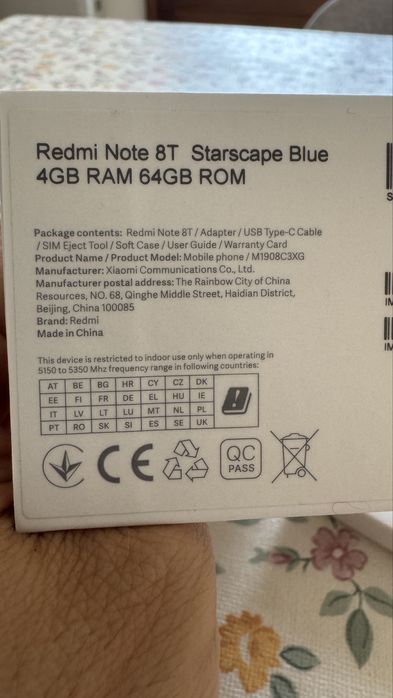 Redmi Note 8T Starscape Blue
4GB RAM 64GB ROM
Package contents: Redmi Note 8T / Adapter / USB Type-C Cable
/ SIM Eject Tool / Soft Case / User Guide / Warranty Card
Product Name / Product Model: Mobile phone / M1908C3XG
Manufacturer: Xiaomi Communications Co., Ltd.
Manufacturer postal address: The Rainbow City of China
Resources, NO. 68, Qinghe Middle Street, Haidian District,
Beijing, China 100085
Brand: Redmi
Made in China
This device is restricted to indoor use only when operating in
5150 to 5350 Mhz frequency range in following countries:
AT BE BG HR CY CZ DK
EE FI FR DE EL HU IE
IT LV LT LU MT NL PL
PT RO SK SI ES SE UK
CE
QC
PASS
S
IM
IM